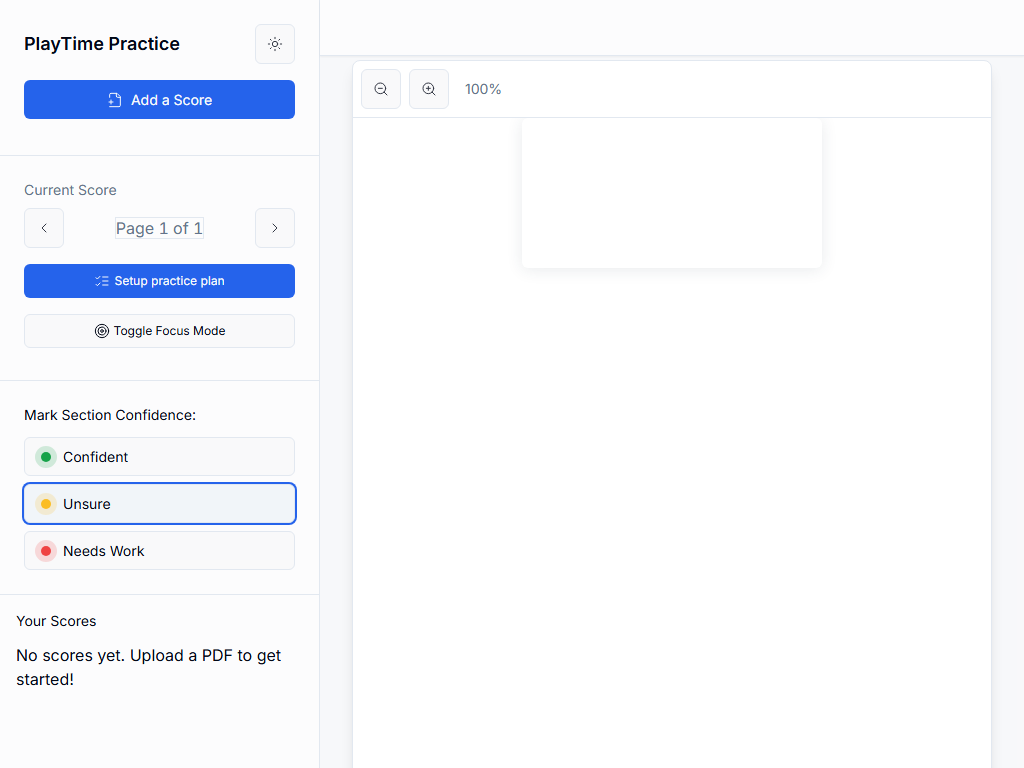 PlayTime Practice
Add a Score
Current Score
Page 1 of 1
Setup practice plan
Toggle Focus Mode
Mark Section Confidence:
Confident
Unsure
Needs Work
Your Scores
No scores yet. Upload a PDF to get
started!
100%